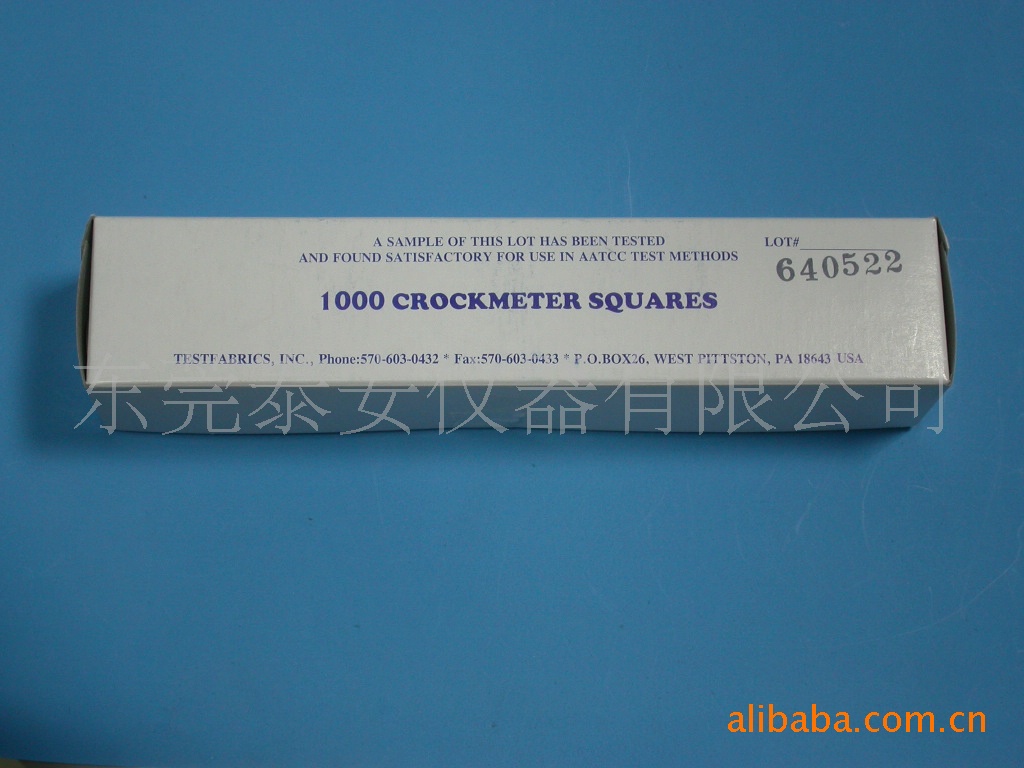 A SAMPLE OF THIS LOT HAS BEEN TESTED
AND FOUND SATISFACTORY FOR USE IN AATCC TEST METHODS
LOT#
640522
1000 CROCKMETER SQUARES
TESTFABRICS, INC., Phone:570-603-0432 * Fax:570-603-0433 * P.O.BOX26, WEST PITTSTON, PA 18643 USA
东莞泰安仪器有限公司
alibaba.com.cn